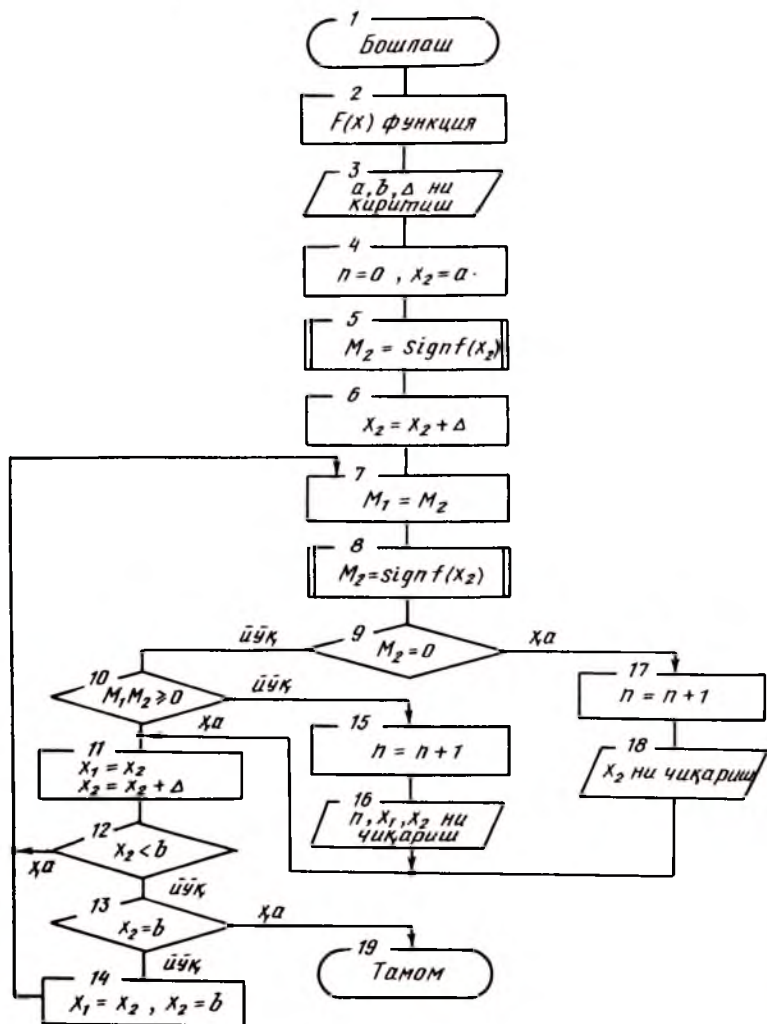 1
Бошлаш
2
F(x) функция
3
a, b, Δ ни
киритиш
4
n = 0 , x₂ = a·
5
M₂ = signf(x₂)
6
x₂ = x₂ + Δ
7
M₁ = M₂
8
M₂=signf(x₂)
йўқ
9
M₂=0
ҳа
10
M₁M₂ ⩾ 0
йўқ
17
n = n+1
ҳа
15
n = n+1
11
x₁ = x₂
x₂ = x₂ + Δ
18
x₂ ни чиқариш
16
n, x₁, x₂ ни
чиқариш
12
x₂ < b
ҳа
йўқ
13
x₂=b
ҳа
19
Тамом
йўқ
14
x₁ = x₂ , x₂ = b